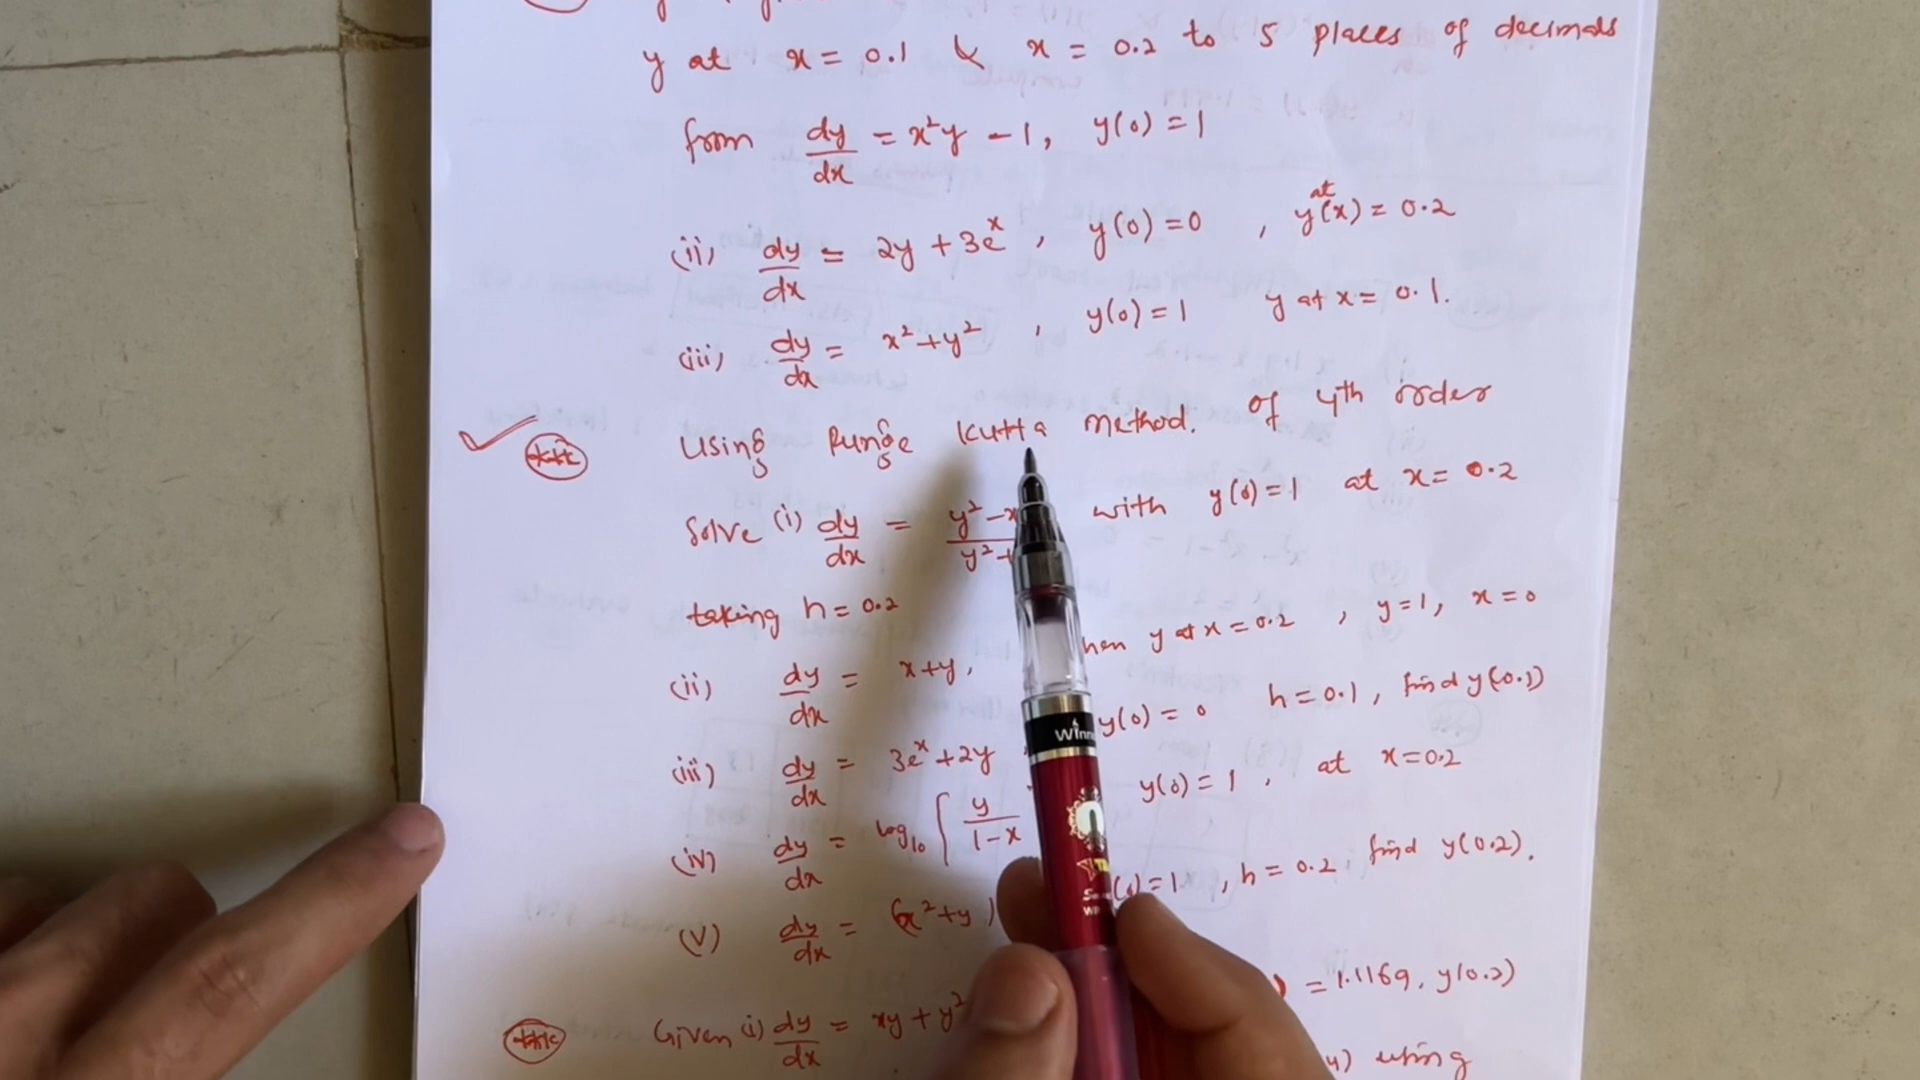 y at x = 0.1 & x = 0.2 to 5 places of decimals
from dy/dx = x²y - 1, y(0) = 1
(ii) dy/dx = 2y + 3eˣ, y(0) = 0, at y(x) = 0.2
(iii) dy/dx = x² + y², y(0) = 1 y at x = 0.1.
Using Runge Kutta Method. of 4th order
Solve (i) dy/dx = y² - x / y² + with y(0) = 1 at x = 0.2
taking h = 0.2
(ii) dy/dx = x + y, y at x = 0.2, y = 1, x = 0
(iii) dy/dx = 3eˣ + 2y y(0) = 0 h = 0.1, find y(0.1)
(iv) dy/dx = log₁₀ [ y / 1 - x y(0) = 1, at x = 0.2
(v) dy/dx = (x² + y) = 1, h = 0.2, find y(0.2).
Given (i) dy/dx = xy + y² = 1.1169, y(0.2)
using
Winn